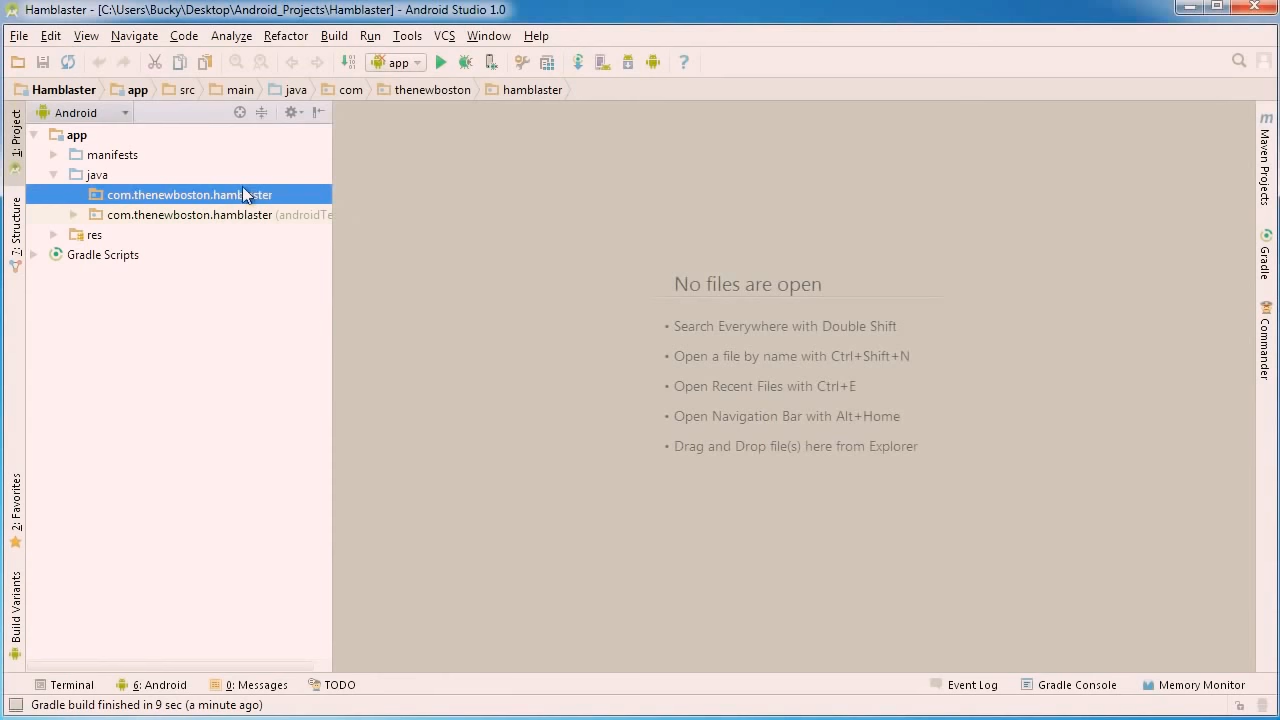 Hamblaster - [C:\Users\Bucky\Desktop\Android_Projects\Hamblaster] - Android Studio 1.0
File Edit View Navigate Code Analyze Refactor Build Run Tools VCS Window Help
app
Hamblaster app src main java com thenewboston hamblaster
1: Project
Android
app
manifests
java
com.thenewboston.hamblaster
com.thenewboston.hamblaster (androidTe
res
Gradle Scripts
7: Structure
2: Favorites
Build Variants
No files are open
• Search Everywhere with Double Shift
• Open a file by name with Ctrl+Shift+N
• Open Recent Files with Ctrl+E
• Open Navigation Bar with Alt+Home
• Drag and Drop file(s) here from Explorer
m Maven Projects
Gradle
Commander
Terminal 6: Android 0: Messages TODO Event Log Gradle Console Memory Monitor
Gradle build finished in 9 sec (a minute ago)